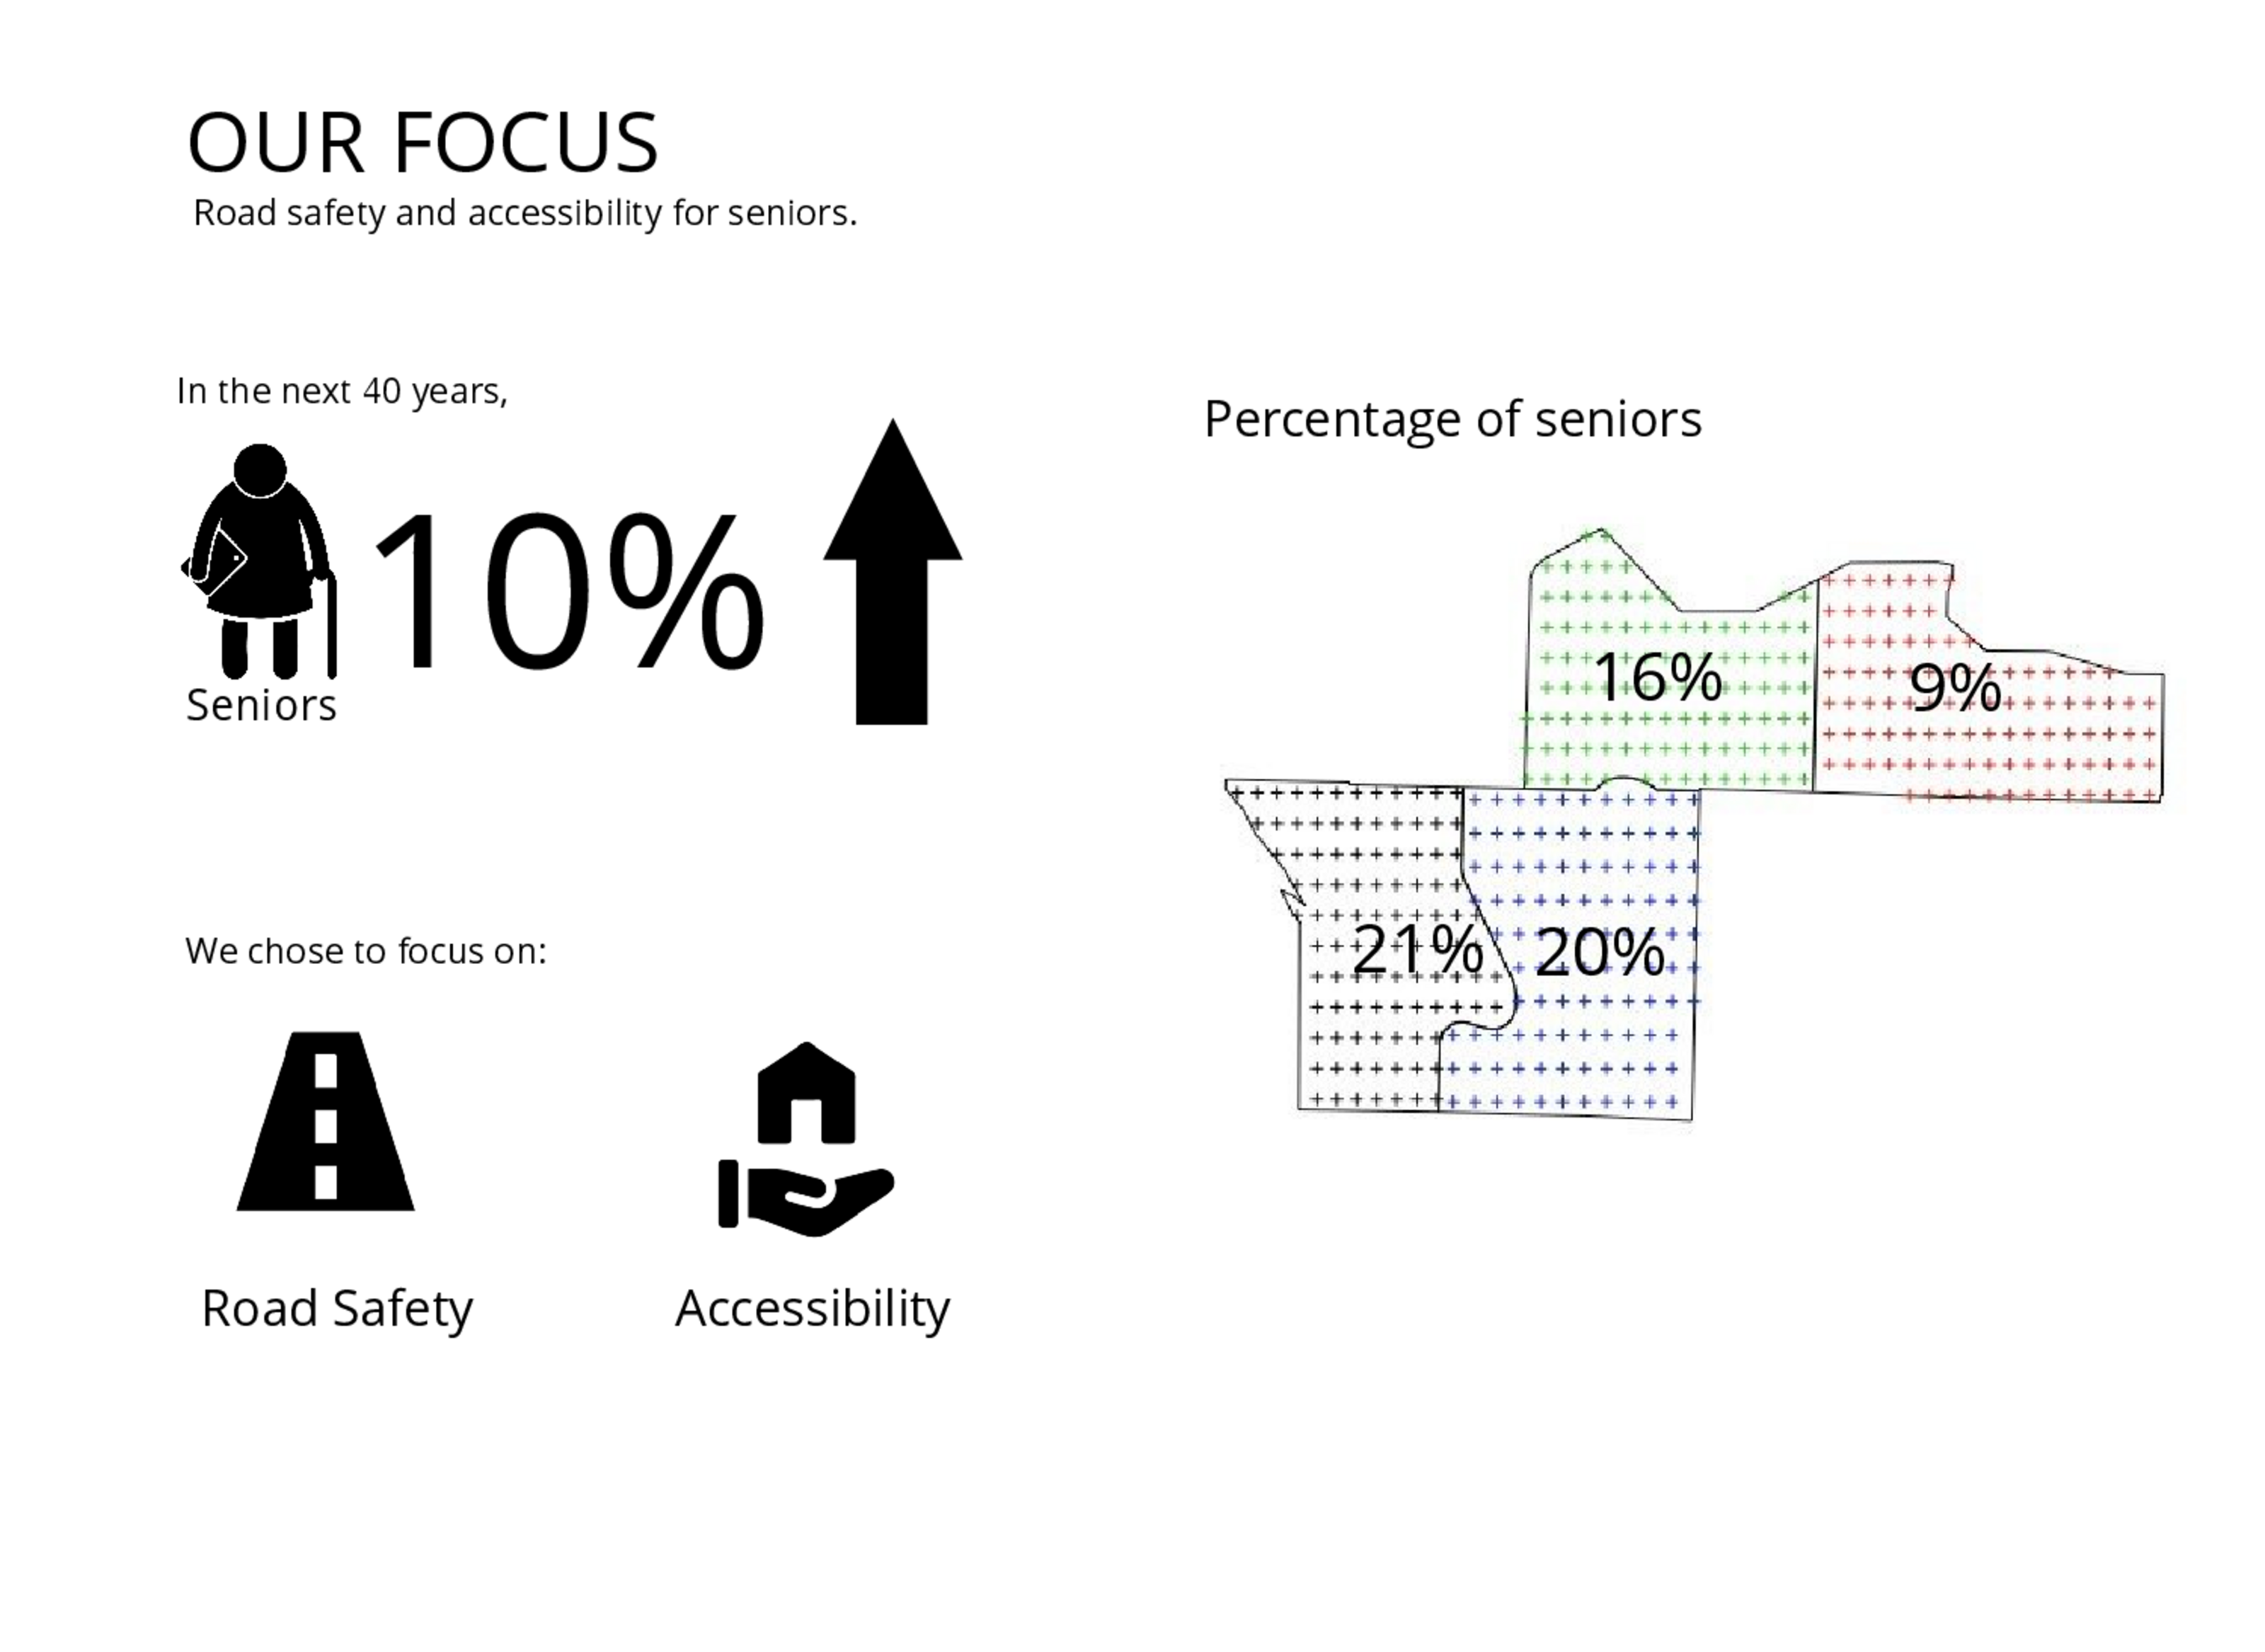 OUR FOCUS
Road safety and accessibility for seniors.
In the next 40 years,
10%
Seniors
We chose to focus on:
Road Safety
Accessibility
Percentage of seniors
16%
9%
21%
20%